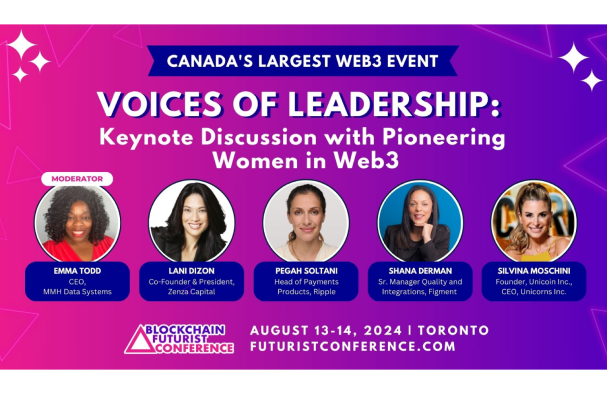 CANADA'S LARGEST WEB3 EVENT
VOICES OF LEADERSHIP:
Keynote Discussion with Pioneering
Women in Web3
MODERATOR
EMMA TODD
CEO,
MMH Data Systems
LANI DIZON
Co-Founder & President,
Zenza Capital
PEGAH SOLTANI
Head of Payments
Products, Ripple
SHANA DERMAN
Sr. Manager Quality and
Integrations, Figment
SILVINA MOSCHINI
Founder, Unicoin Inc.,
CEO, Unicorns Inc.
BLOCKCHAIN
FUTURIST
CONFERENCE
AUGUST 13-14, 2024 | TORONTO
FUTURISTCONFERENCE.COM